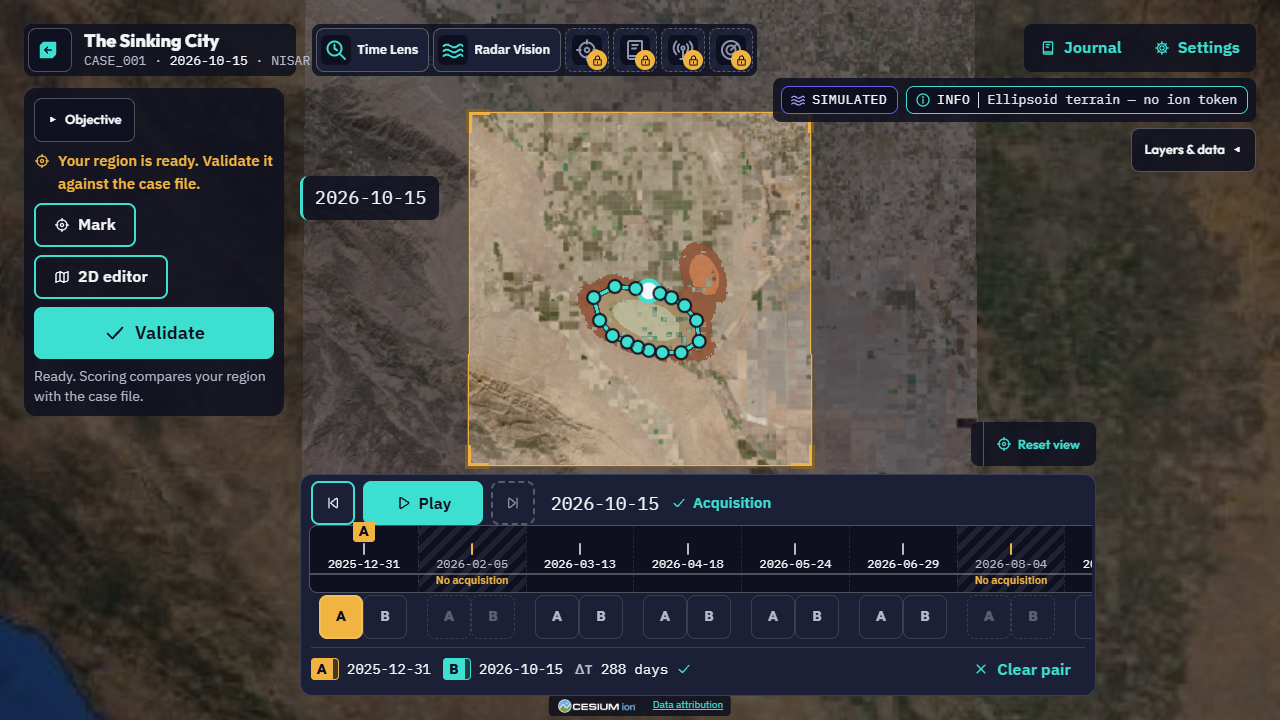 The Sinking City
CASE_001 · 2026-10-15 · NISAR
Time Lens
Radar Vision
Journal
Settings
SIMULATED
INFO | Ellipsoid terrain — no ion token
Layers & data
Objective
Your region is ready. Validate it
against the case file.
Mark
2D editor
Validate
Ready. Scoring compares your region
with the case file.
2026-10-15
Reset view
Play
2026-10-15
Acquisition
A
2025-12-31
2026-02-05
No acquisition
2026-03-13
2026-04-18
2026-05-24
2026-06-29
2026-08-04
No acquisition
A B
A B
A B
A B
A B
A B
A B
A 2025-12-31 B 2026-10-15 ΔT 288 days
Clear pair
CESIUM ion
Data attribution